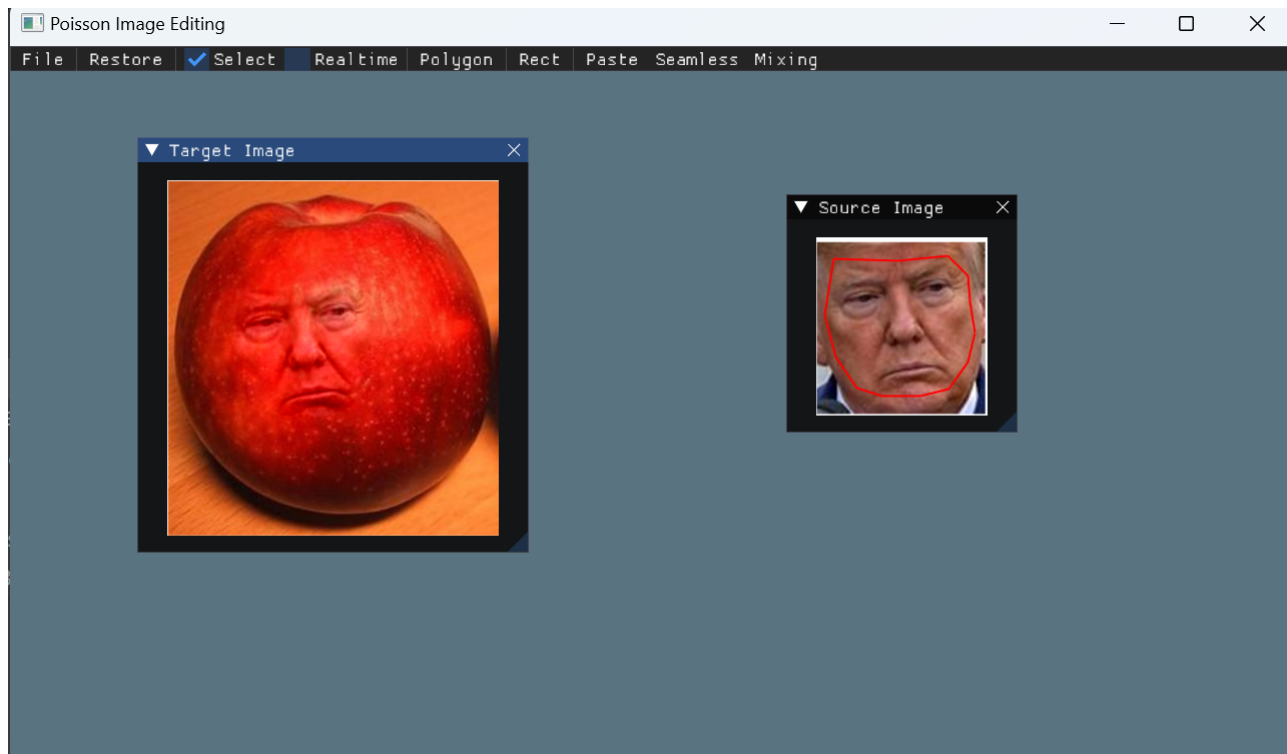 Poisson Image Editing
File Restore Select Realtime Polygon Rect Paste Seamless Mixing
Target Image
Source Image